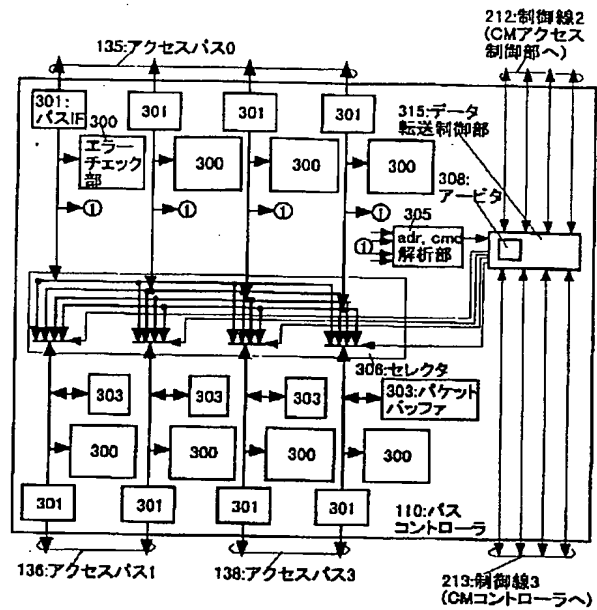 135:アクセスパス0
212:制御線2
(CMアクセス
制御部へ)
301:
パスIF
300
エラー
チェック
部
301
301
301
300
300
300
315:データ
転送制御部
308:
アービタ
①
①
①
①
305
adr, cmd
解析部
①
306:セレクタ
303
303
303
303:パケット
バッファ
300
300
300
300
301
301
301
301
110:パス
コントローラ
136:アクセスパス1
138:アクセスパス3
213:制御線3
(CMコントローラへ)